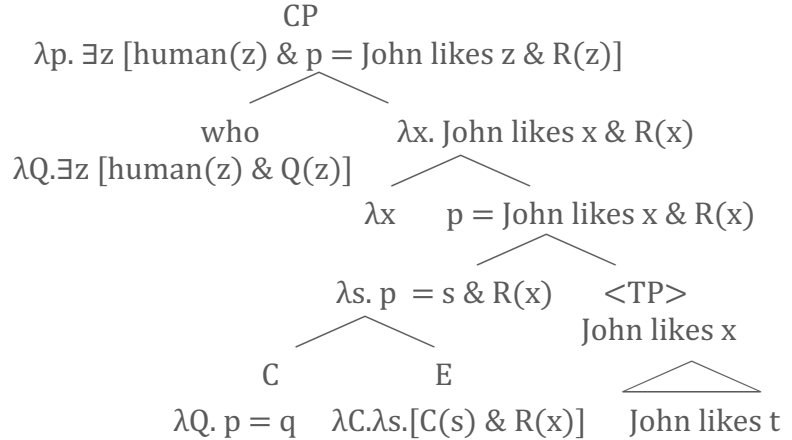 CP
λp. ∃z [human(z) & p = John likes z & R(z)]
who λx. John likes x & R(x)
λQ.∃z [human(z) & Q(z)]
λx p = John likes x & R(x)
λs. p = s & R(x) <TP>
John likes x
C E
λQ. p = q λC.λs.[C(s) & R(x)] John likes t